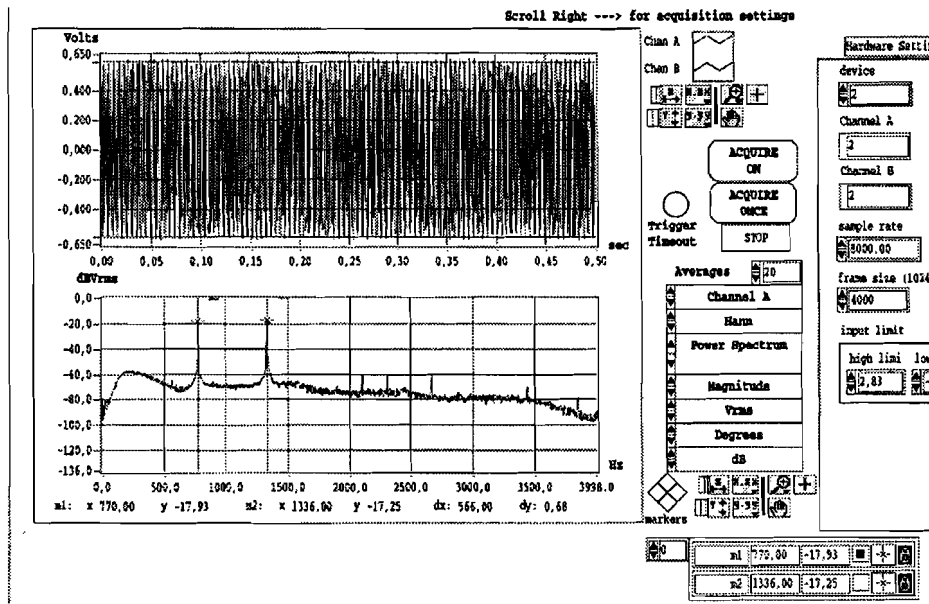 Scroll Right ---> for acquisition settings
Volts
0,650
0,400
0,200
0,000
-0,200
-0,400
-0,650
0,00 0,05 0,10 0,15 0,20 0,25 0,30 0,35 0,40 0,45 0,50
sec
dBVrms
0,0
-20,0
-40,0
-60,0
-80,0
-100,0
-120,0
-136,0
0,0 500,0 1000,0 1500,0 2000,0 2500,0 3000,0 3500,0 3998.0
Hz
m1: x 770,00 y -17,93 m2: x 1336,00 y -17,25 dx: 566,00 dy: 0,68
Chan A
Chan B
ACQUIRE
ON
ACQUIRE
ONCE
STOP
Trigger
Timeout
Averages 20
Channel A
Hann
Power Spectrum
Magnitude
Vrms
Degrees
dB
markers
Hardware Settin
device
2
Channel A
2
Channel B
2
sample rate
8000,00
frame size (1024
4000
input limit
high limi low
2,83 -
0
m1 770,00 -17,93
m2 1336,00 -17,25